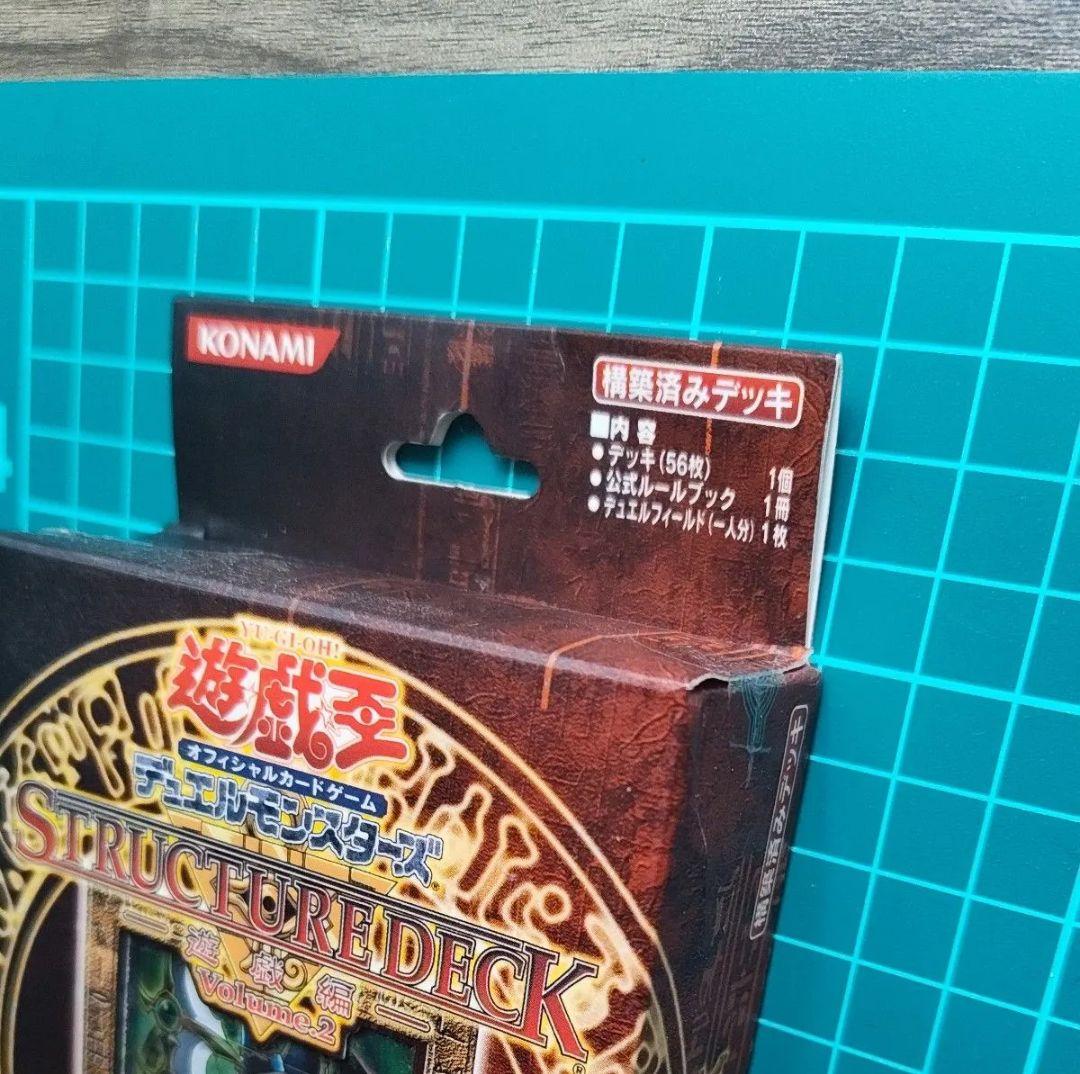 KONAMI
構築済みデッキ
■内容
●デッキ(56枚) 1個
●公式ルールブック 1冊
●デュエルフィールド(一人分) 1枚
YU-GI-OH!
遊戯王
オフィシャルカードゲーム
デュエルモンスターズ®
STRUCTURE DECK®
遊戯編
Volume.2
構築済みデッキ